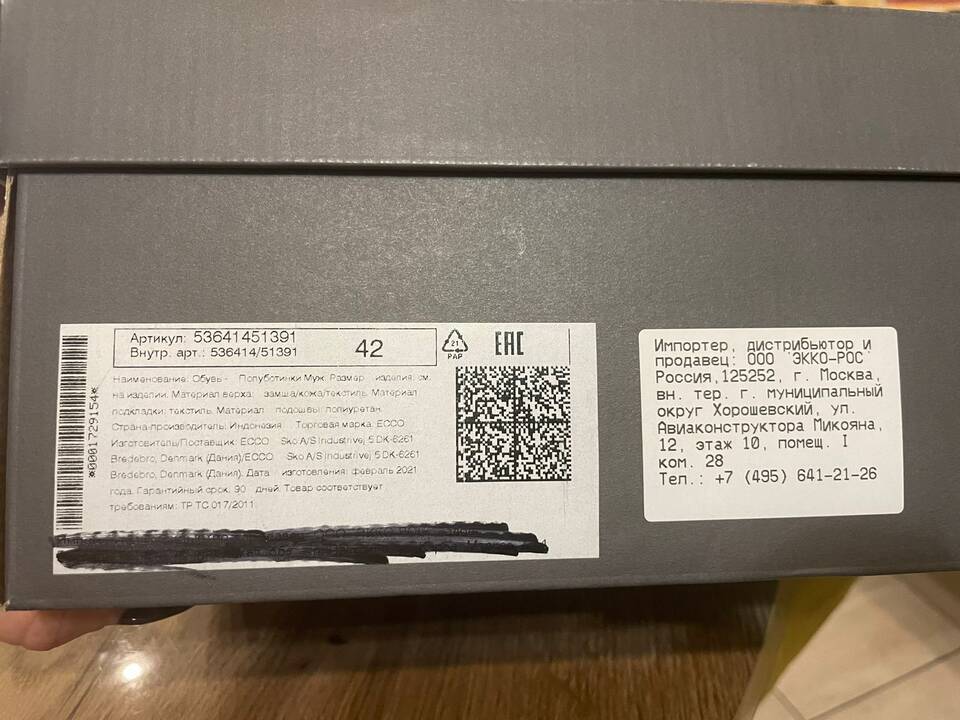 *0001729154*
Артикул: 53641451391
Внутр. арт.: 536414/51391
42
21
PAP
EAC
Наименование: Обувь - Полуботинки Муж. Размер изделия: см.
на изделии. Материал верха: замша/кожа/текстиль. Материал
подкладки: текстиль. Материал подошвы: полиуретан.
Страна-производитель: Индонезия Торговая марка: ECCO
Изготовитель/Поставщик: ECCO Sko A/S Industrivej 5 DK-6261
Bredebro, Denmark (Дания)/ECCO Sko A/S Industrivej 5 DK-6261
Bredebro, Denmark (Дания). Дата изготовления: февраль 2021
года. Гарантийный срок: 90 дней. Товар соответствует
требованиям: ТР ТС 017/2011
Импортер, дистрибьютор и
продавец: ООО "ЭККО-РОС"
Россия,125252, г. Москва,
вн. тер. г. муниципальный
округ Хорошевский, ул.
Авиаконструктора Микояна,
12, этаж 10, помещ. I
ком. 28
Тел.: +7 (495) 641-21-26